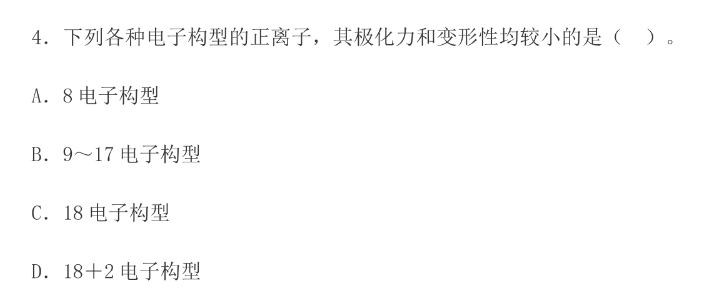 4. 下列各种电子构型的正离子，其极化力和变形性均较小的是（　）。
A. 8 电子构型
B. 9～17 电子构型
C. 18 电子构型
D. 18＋2 电子构型